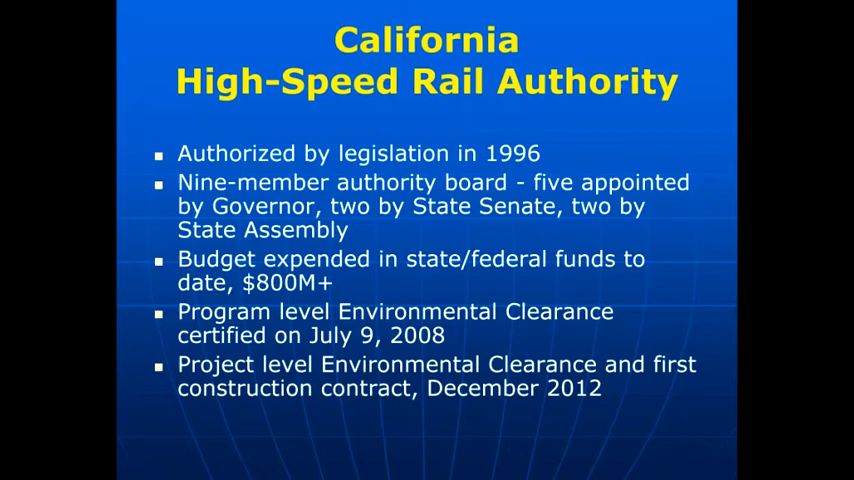 California
High-Speed Rail Authority
Authorized by legislation in 1996
Nine-member authority board - five appointed
by Governor, two by State Senate, two by
State Assembly
Budget expended in state/federal funds to
date, $800M+
Program level Environmental Clearance
certified on July 9, 2008
Project level Environmental Clearance and first
construction contract, December 2012